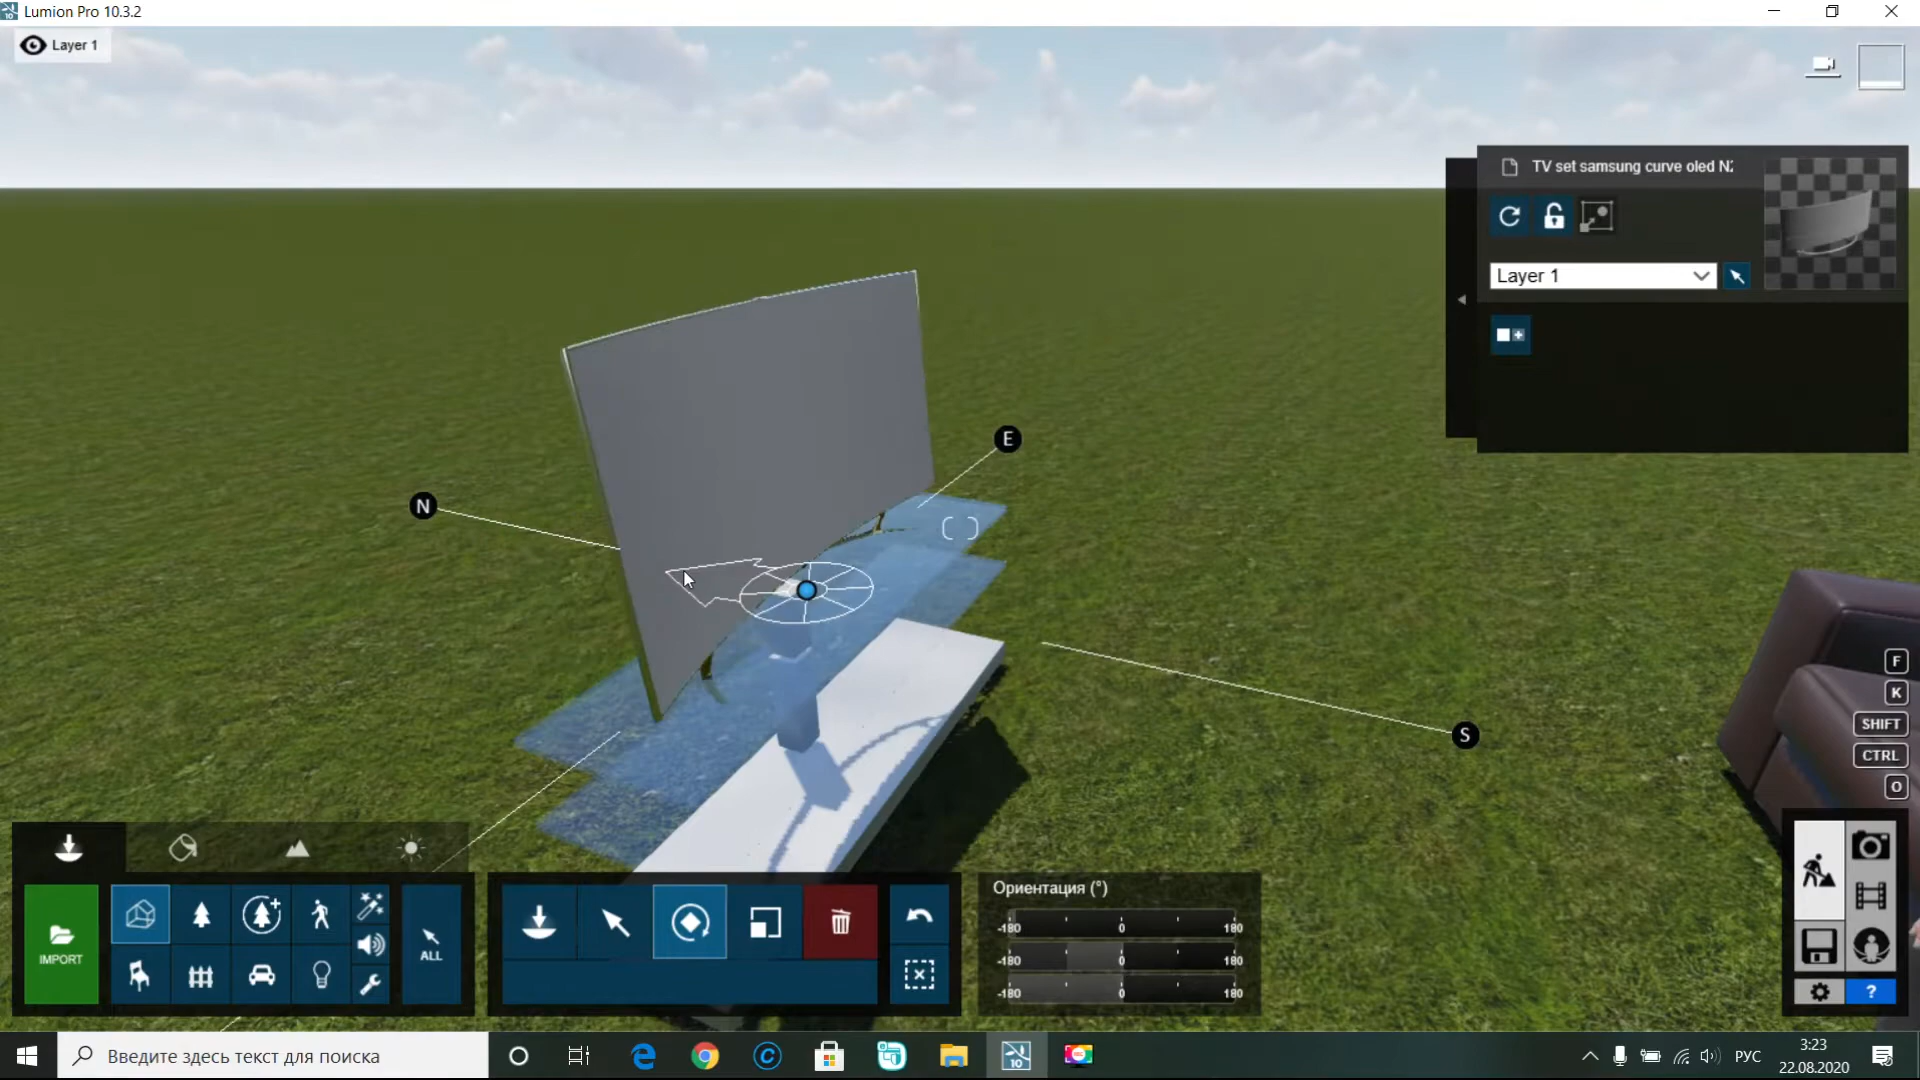 Lumion Pro 10.3.2
Layer 1
TV set samsung curve oled N
Layer 1
E
N
S
F
K
SHIFT
CTRL
O
IMPORT
ALL
Ориентация (°)
-180 0 180
-180 0 180
-180 0 180
?
Введите здесь текст для поиска
10
РУС
3:23
22.08.2020